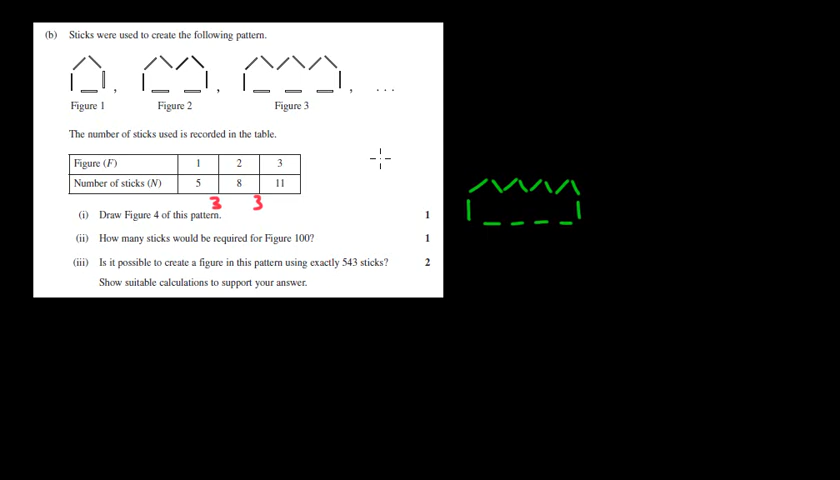 (b) Sticks were used to create the following pattern.
, , , . . .
Figure 1 Figure 2 Figure 3
The number of sticks used is recorded in the table.
Figure (F) 1 2 3
Number of sticks (N) 5 8 11
3 3
(i) Draw Figure 4 of this pattern. 1
(ii) How many sticks would be required for Figure 100? 1
(iii) Is it possible to create a figure in this pattern using exactly 543 sticks? 2
Show suitable calculations to support your answer.